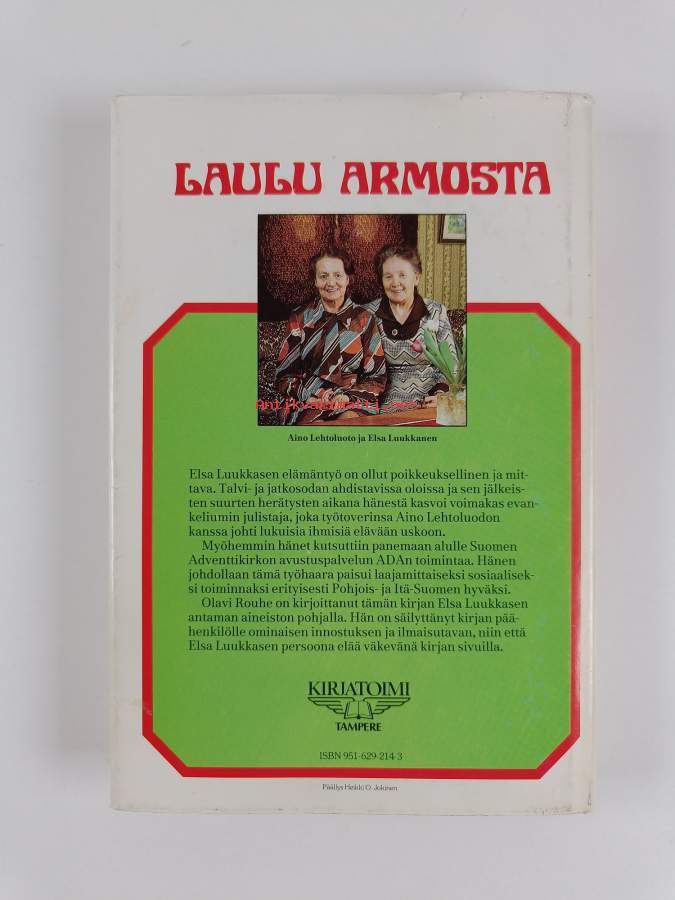 LAULU ARMOSTA
Antikvariaatti.net
Aino Lehtoluoto ja Elsa Luukkanen
Elsa Luukkasen elämäntyö on ollut poikkeuksellinen ja mit-
tava. Talvi- ja jatkosodan ahdistavissa oloissa ja sen jälkeis-
ten suurten herätysten aikana hänestä kasvoi voimakas evan-
keliumin julistaja, joka työtoverinsa Aino Lehtoluodon
kanssa johti lukuisia ihmisiä elävään uskoon.
Myöhemmin hänet kutsuttiin panemaan alulle Suomen
Adventtikirkon avustuspalvelun ADAn toimintaa. Hänen
johdollaan tämä työhaara paisui laajamittaiseksi sosiaalisek-
si toiminnaksi erityisesti Pohjois- ja Itä-Suomen hyväksi.
Olavi Rouhe on kirjoittanut tämän kirjan Elsa Luukkasen
antaman aineiston pohjalla. Hän on säilyttänyt kirjan pää-
henkilölle ominaisen innostuksen ja ilmaisutavan, niin että
Elsa Luukkasen persoona elää väkevänä kirjan sivuilla.
KIRJATOIMI
TAMPERE
ISBN 951-629-214-3
Päällys Heikki O. Jokinen